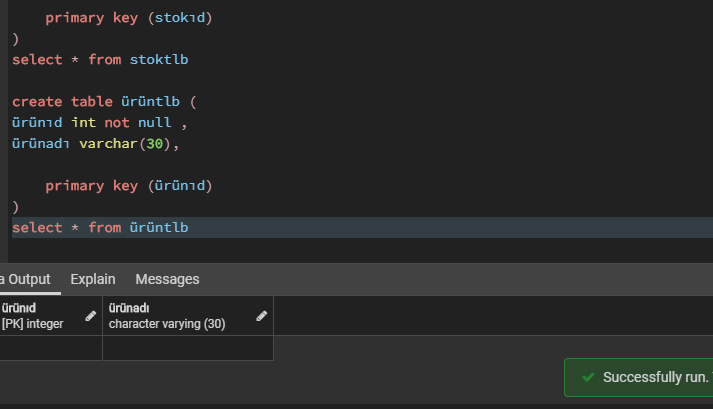 primary key (stokıd)
)
select * from stoktlb
create table ürüntlb (
ürünıd int not null ,
ürünadı varchar(30),
primary key (ürünıd)
)
select * from ürüntlb
a Output Explain Messages
ürünıd ürünadı
[PK] integer character varying (30)
Successfully run.